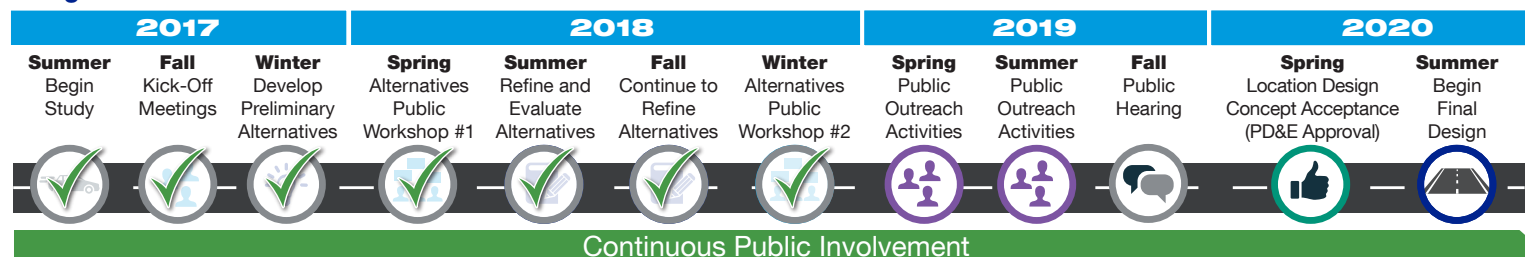 2017
Summer
Begin
Study
Fall
Kick-Off
Meetings
Winter
Develop
Preliminary
Alternatives
2018
Spring
Alternatives
Public
Workshop #1
Summer
Refine and
Evaluate
Alternatives
Fall
Continue to
Refine
Alternatives
Winter
Alternatives
Public
Workshop #2
2019
Spring
Public
Outreach
Activities
Summer
Public
Outreach
Activities
Fall
Public
Hearing
2020
Spring
Location Design
Concept Acceptance
(PD&E Approval)
Summer
Begin
Final
Design
Continuous Public Involvement